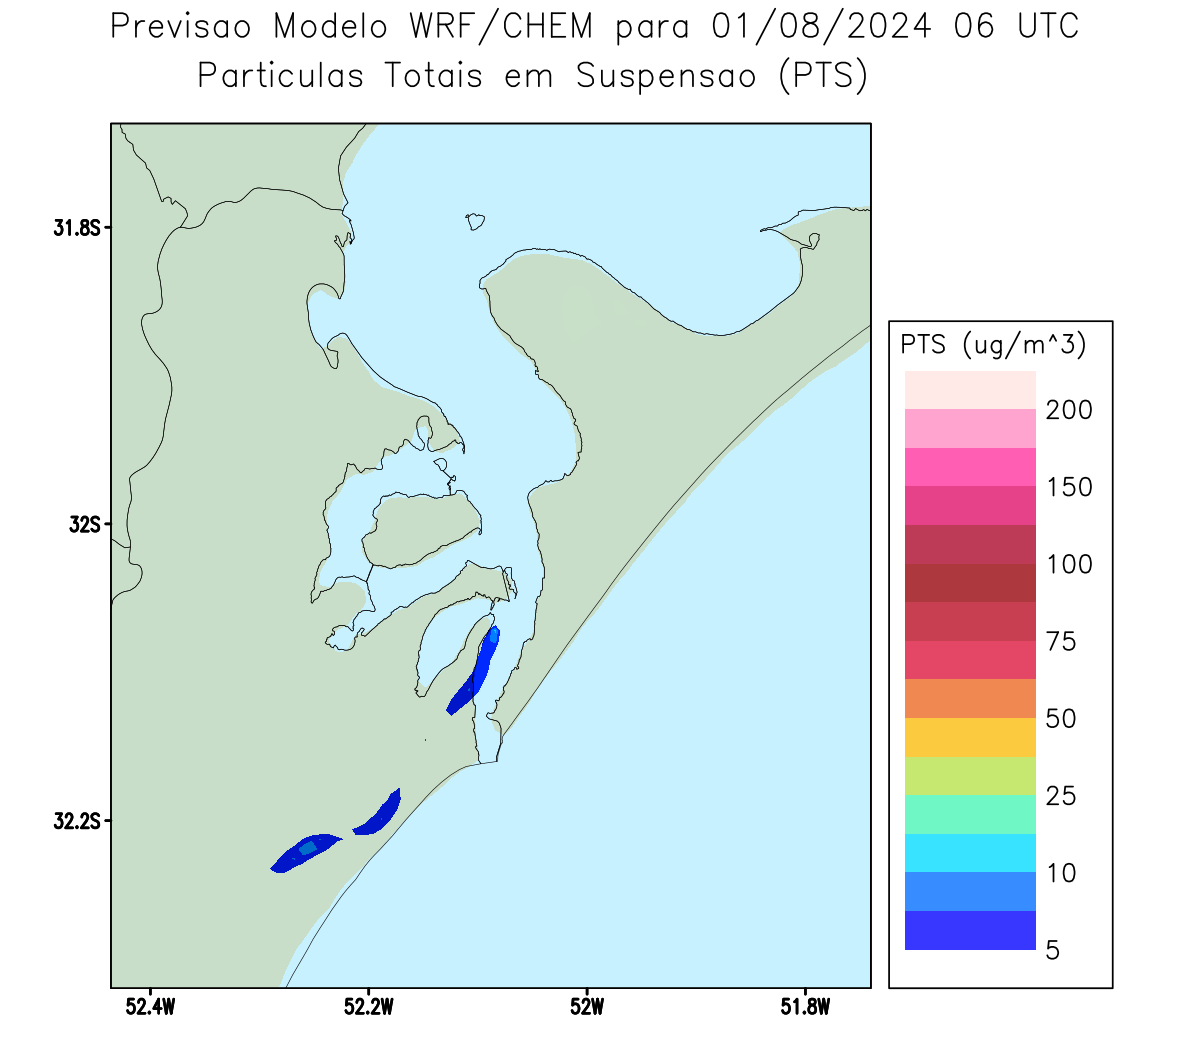 Previsao Modelo WRF/CHEM para 01/08/2024 06 UTC
Particulas Totais em Suspensao (PTS)
31.8S
32S
32.2S
52.4W
52.2W
52W
51.8W
PTS (ug/m^3)
200
150
100
75
50
25
10
5